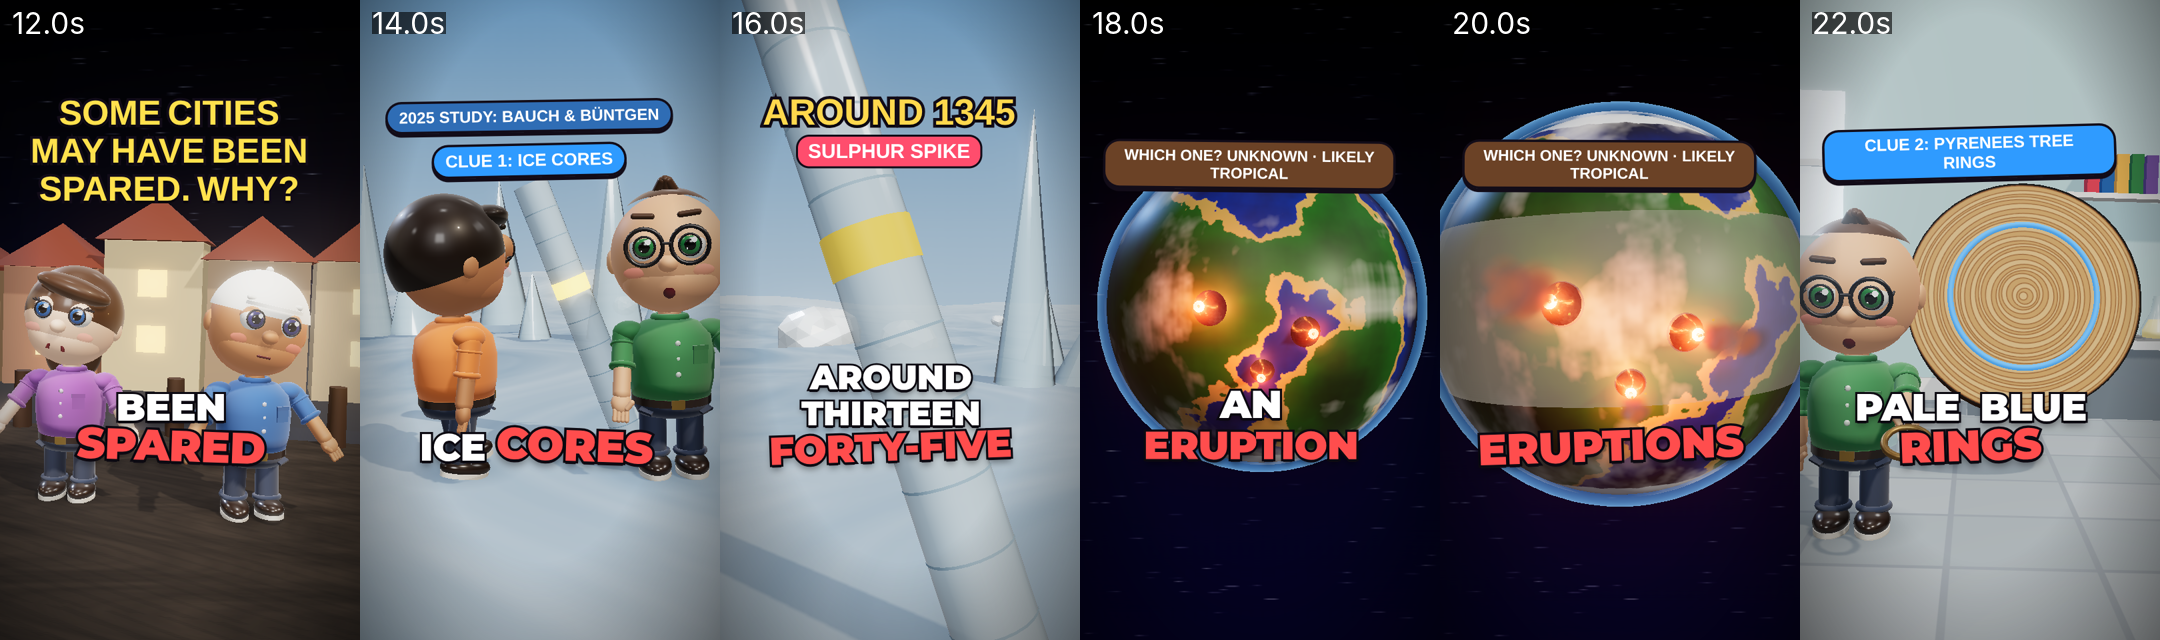 12.0s
SOME CITIES
MAY HAVE BEEN
SPARED. WHY?
BEEN
SPARED
14.0s
2025 STUDY: BAUCH & BÜNTGEN
CLUE 1: ICE CORES
ICE CORES
16.0s
AROUND 1345
SULPHUR SPIKE
AROUND
THIRTEEN
FORTY-FIVE
18.0s
WHICH ONE? UNKNOWN · LIKELY
TROPICAL
AN
ERUPTION
20.0s
WHICH ONE? UNKNOWN · LIKELY
TROPICAL
ERUPTIONS
22.0s
CLUE 2: PYRENEES TREE
RINGS
PALE BLUE
RINGS